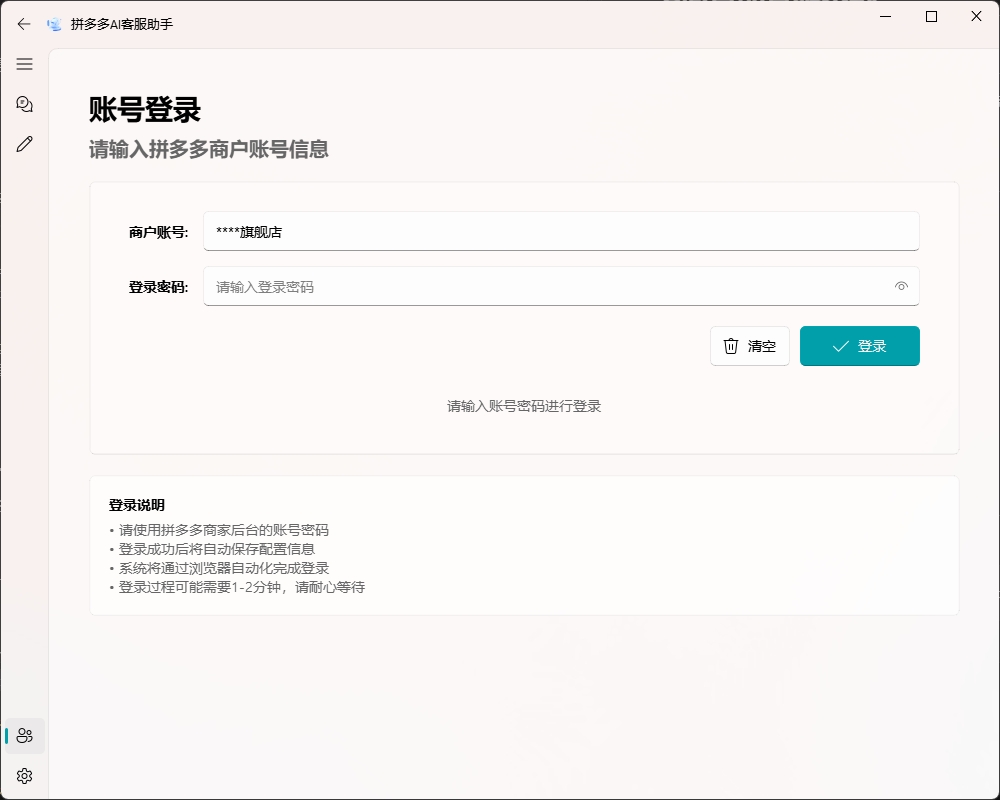 拼多多AI客服助手
账号登录
请输入拼多多商户账号信息
商户账号: ****旗舰店
登录密码: 请输入登录密码
清空 登录
请输入账号密码进行登录
登录说明
• 请使用拼多多商家后台的账号密码
• 登录成功后将自动保存配置信息
• 系统将通过浏览器自动化完成登录
• 登录过程可能需要1-2分钟，请耐心等待